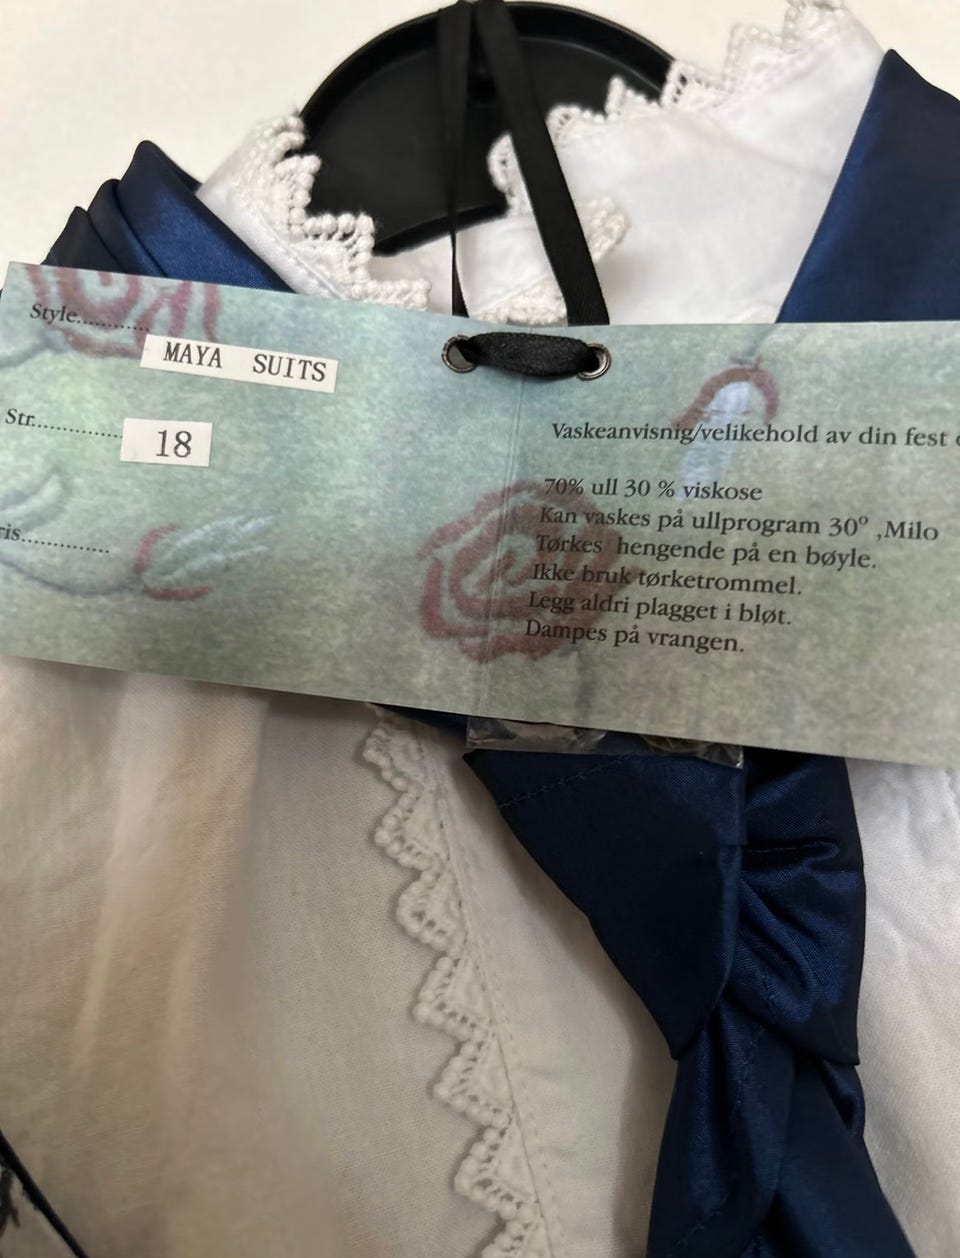 Style............
MAYA SUITS
Str..............
18
ris.............
Vaskeanvisnig/velikehold av din fest
70% ull 30 % viskose
Kan vaskes på ullprogram 30° ,Milo
Tørkes hengende på en bøyle.
Ikke bruk tørketrommel.
Legg aldri plagget i bløt.
Dampes på vrangen.